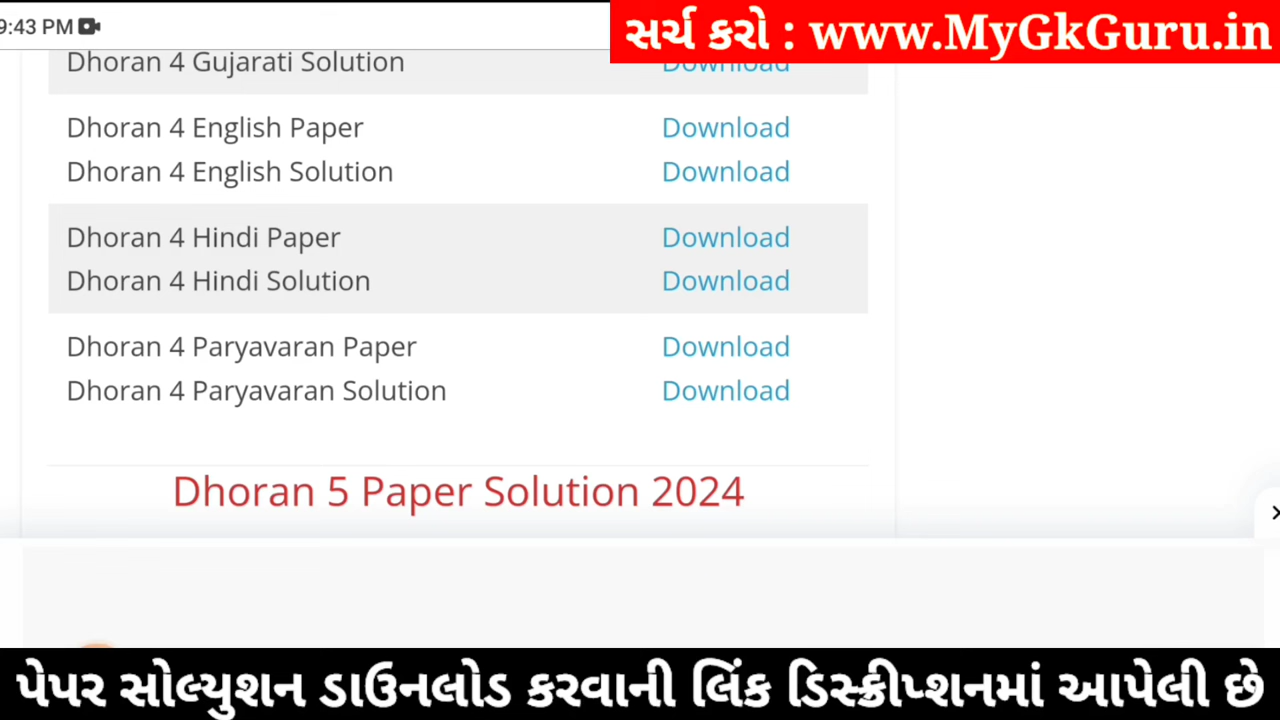 9:43 PM
સર્ચ કરો : www.MyGkGuru.in
Dhoran 4 Gujarati Solution Download
Dhoran 4 English Paper Download
Dhoran 4 English Solution Download
Dhoran 4 Hindi Paper Download
Dhoran 4 Hindi Solution Download
Dhoran 4 Paryavaran Paper Download
Dhoran 4 Paryavaran Solution Download
Dhoran 5 Paper Solution 2024
પેપર સોલ્યુશન ડાઉનલોડ કરવાની લિંક ડિસ્ક્રીપ્શનમાં આપેલી છે